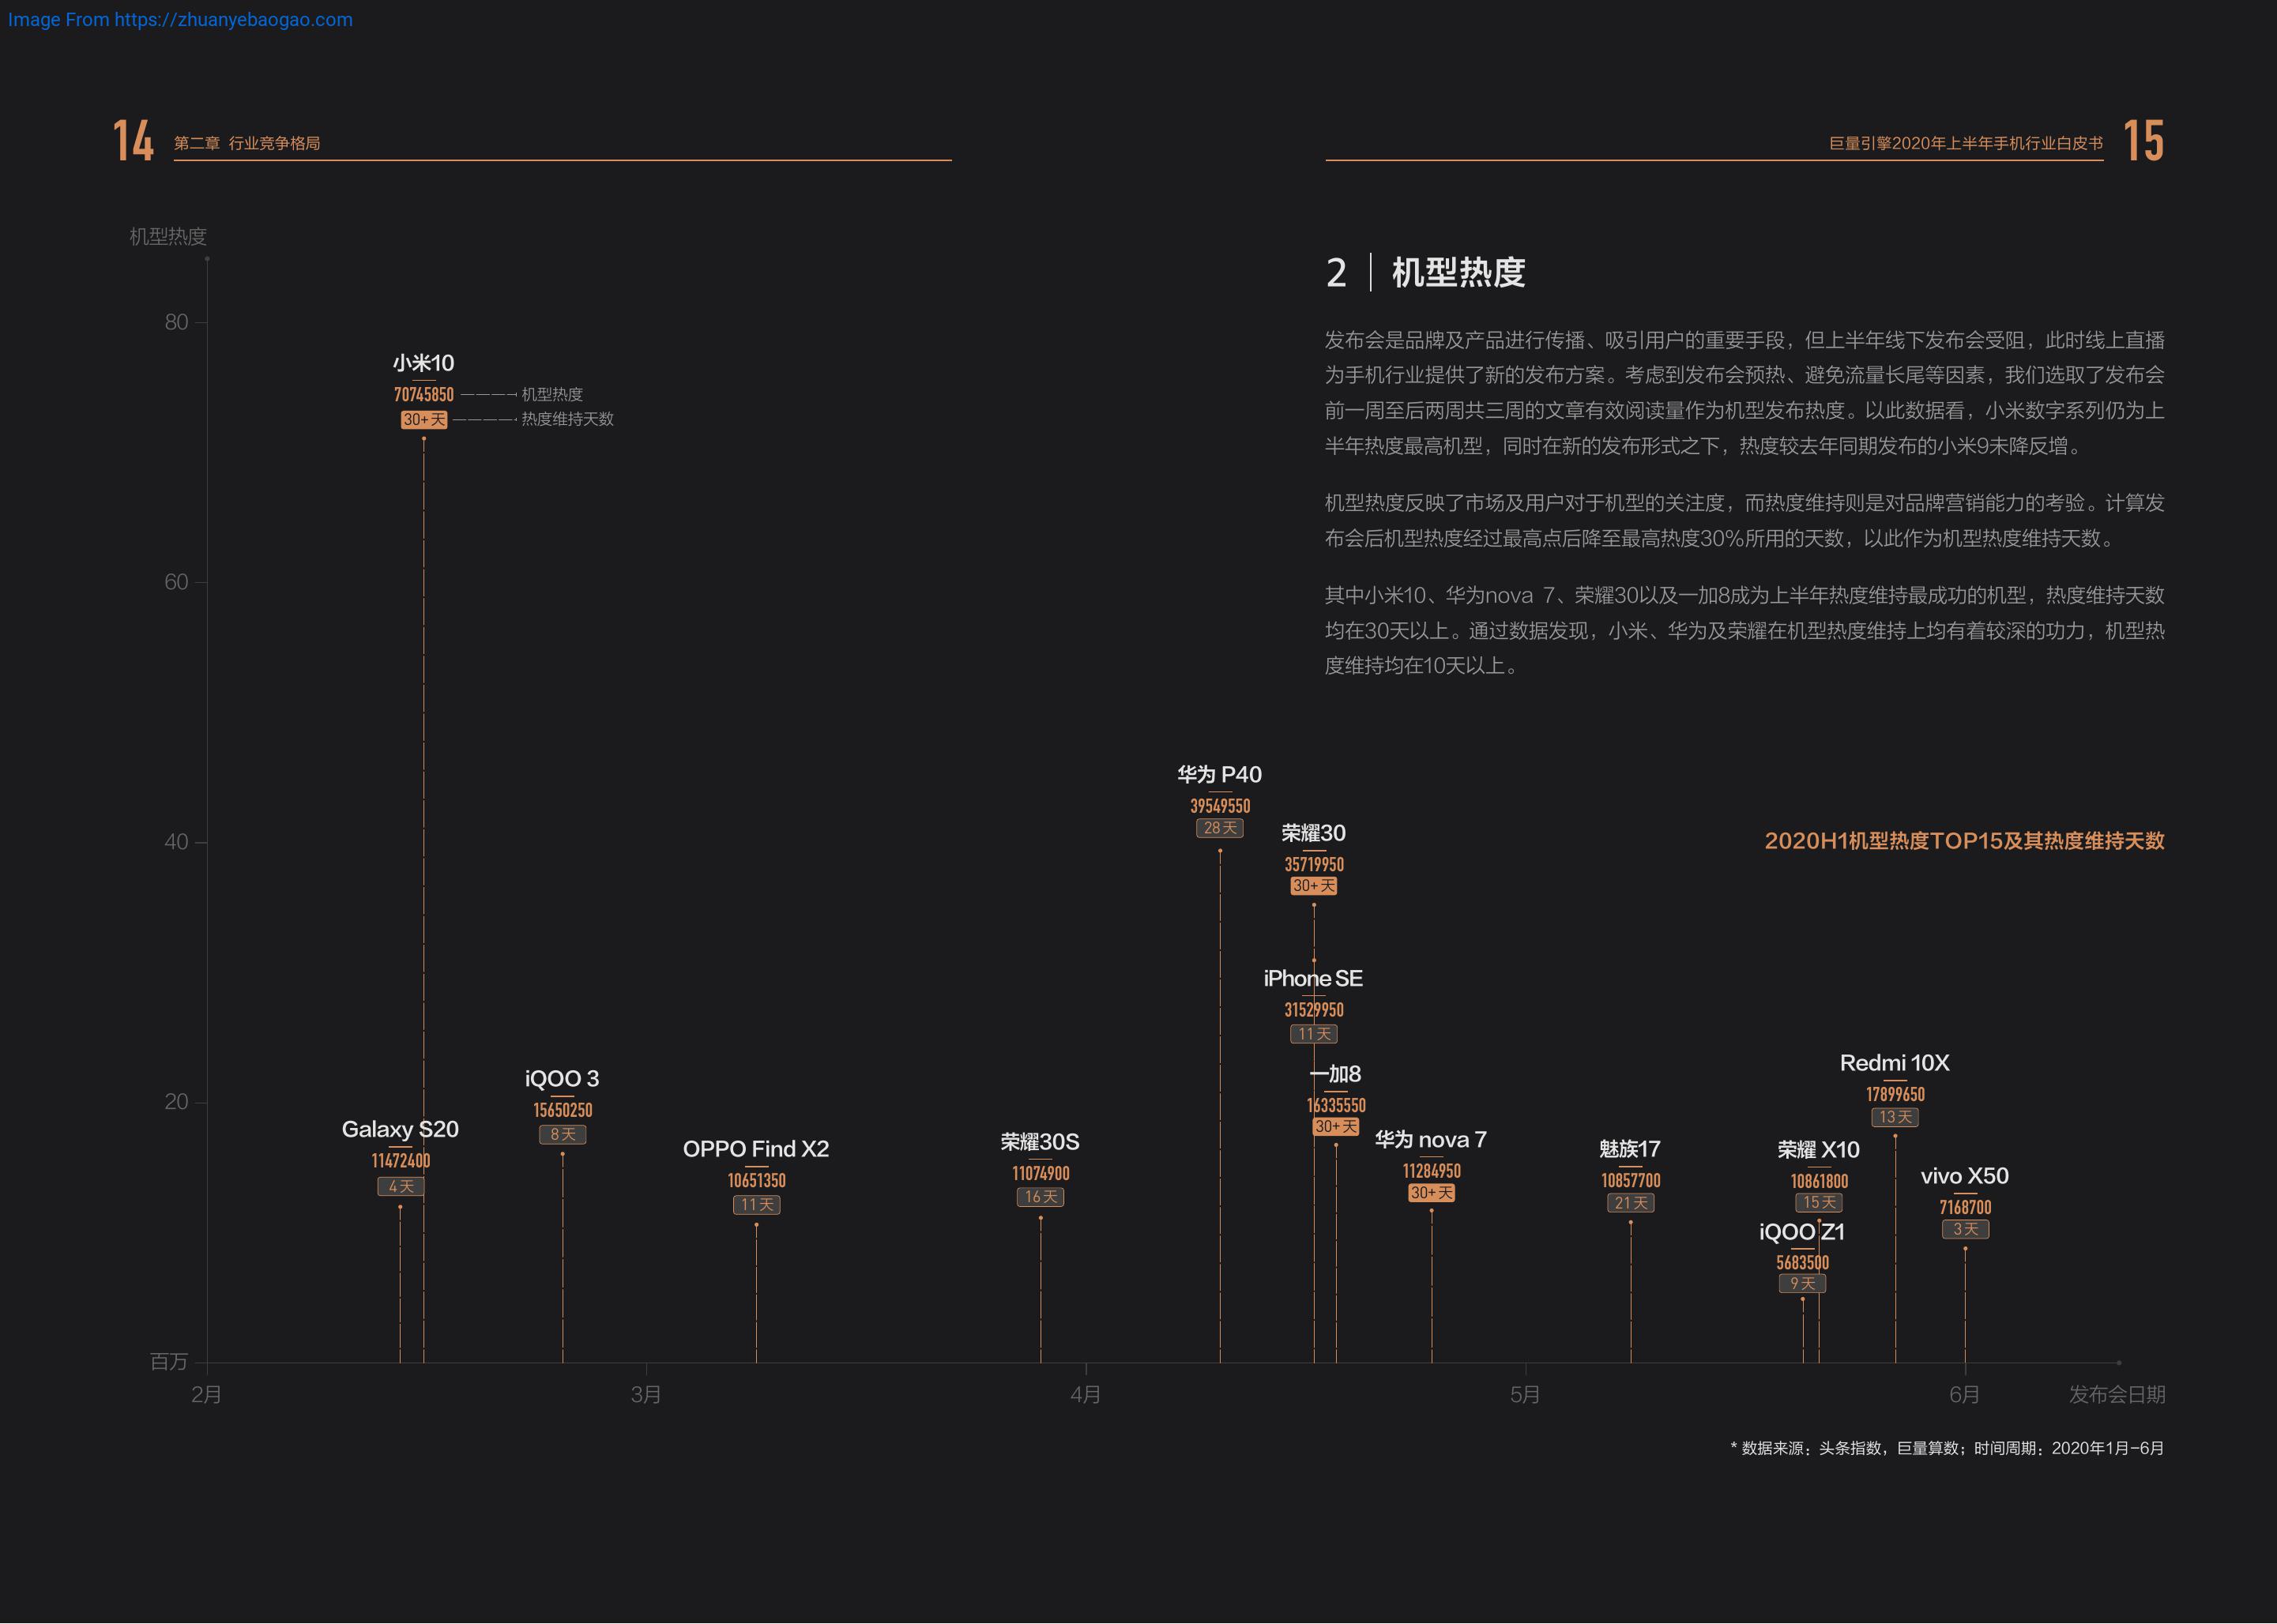 Image From https://zhuanyebaogao.com
14
第二章 行业竞争格局
巨量引擎2020年上半年手机行业白皮书
15
2
机型热度
发布会是品牌及产品进行传播、吸引用户的重要手段，但上半年线下发布会受阻，此时线上直播
为手机行业提供了新的发布方案。考虑到发布会预热、避免流量长尾等因素，我们选取了发布会
前一周至后两周共三周的文章有效阅读量作为机型发布热度。以此数据看，小米数字系列仍为上
半年热度最高机型，同时在新的发布形式之下，热度较去年同期发布的小米9未降反增。
机型热度反映了市场及用户对于机型的关注度，而热度维持则是对品牌营销能力的考验。计算发
布会后机型热度经过最高点后降至最高热度30%所用的天数，以此作为机型热度维持天数。
其中小米10、华为nova 7、荣耀30以及一加8成为上半年热度维持最成功的机型，热度维持天数
均在30天以上。通过数据发现，小米、华为及荣耀在机型热度维持上均有着较深的功力，机型热
度维持均在10天以上。
2020H1机型热度TOP15及其热度维持天数
机型热度
80
60
40
20
百万
小米10
70745850
机型热度
30+天
热度维持天数
Galaxy S20
11472400
4天
iQOO 3
15650250
8天
OPPO Find X2
10651350
11天
荣耀30S
11074900
16天
华为 P40
39549550
28天
荣耀30
35719950
30+天
iPhone SE
31529950
11天
一加8
16335550
30+天
华为 nova 7
11284950
30+天
魅族17
10857700
21天
荣耀 X10
10861800
15天
iQOO Z1
5683500
9天
Redmi 10X
17899650
13天
vivo X50
7168700
3天
2月
3月
4月
5月
6月
发布会日期
* 数据来源：头条指数，巨量算数；时间周期：2020年1月-6月